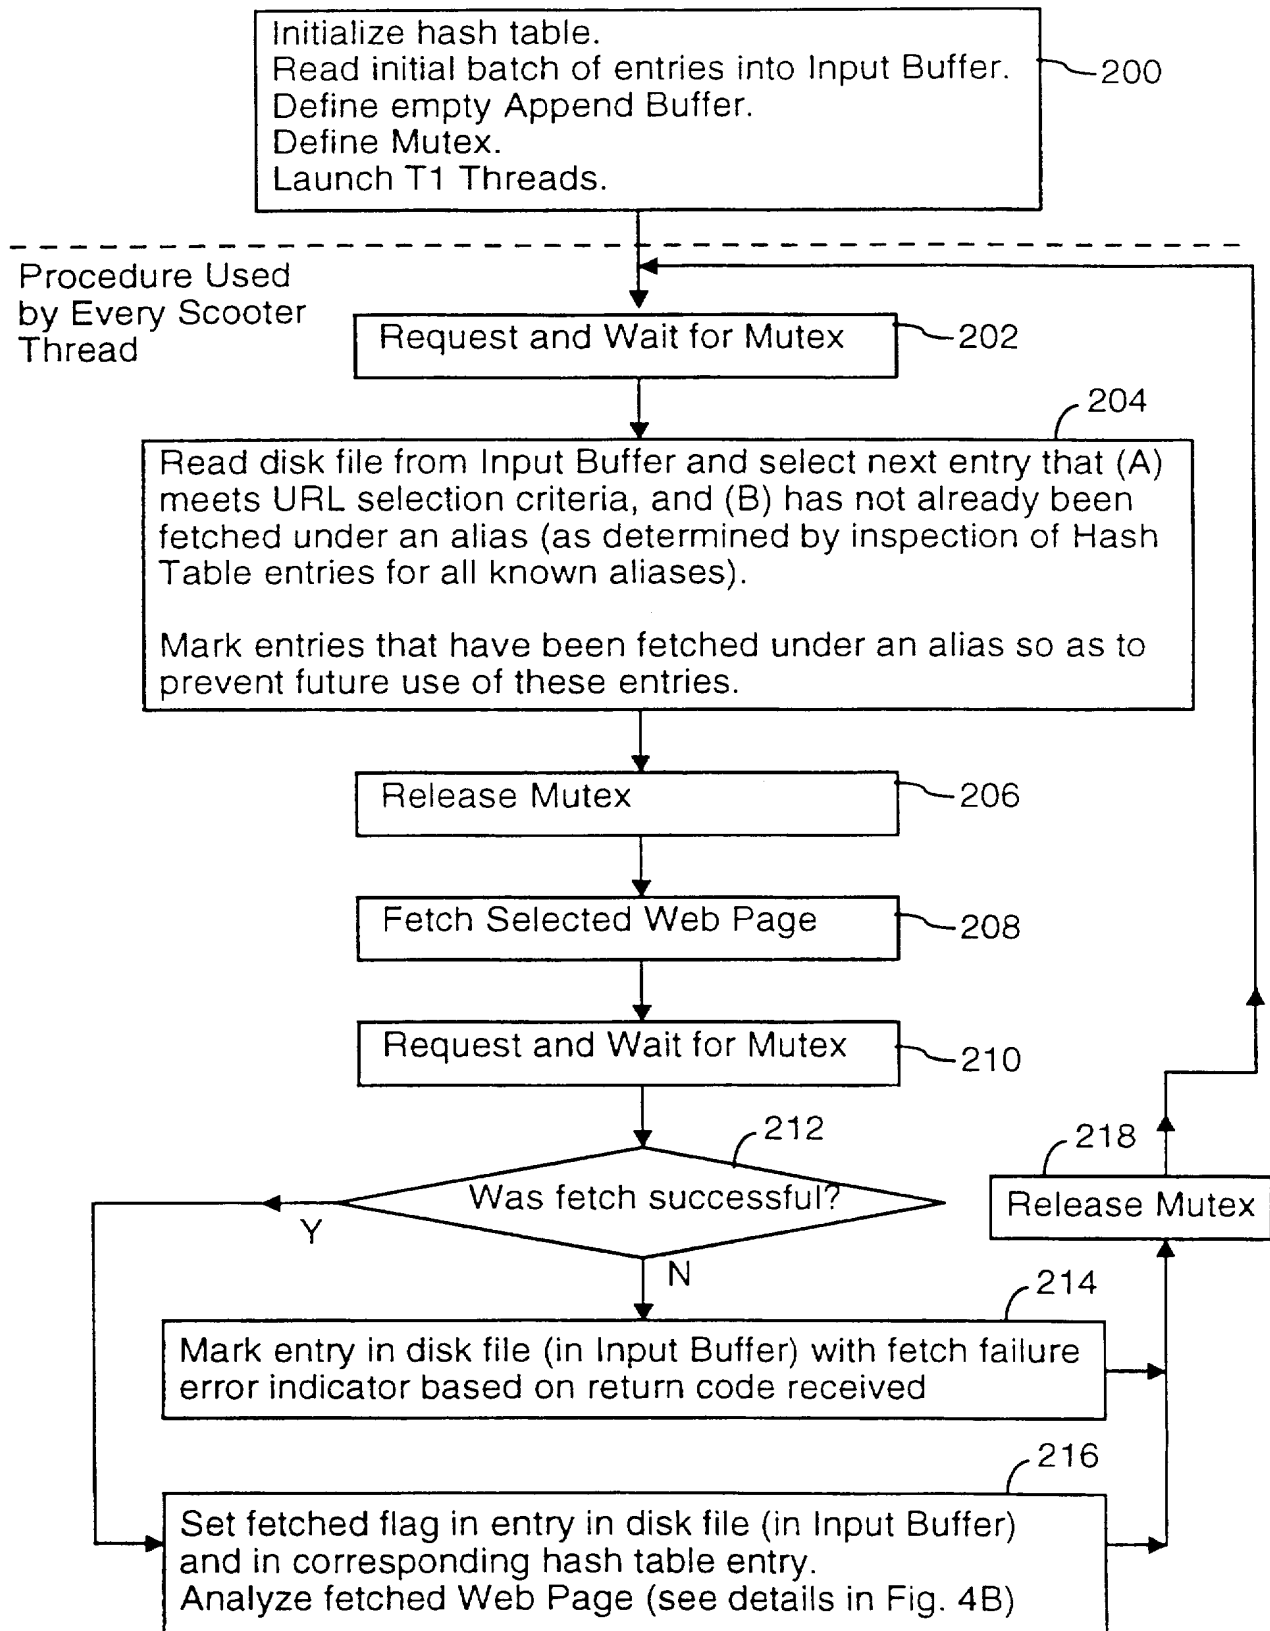 Initialize hash table.
Read initial batch of entries into Input Buffer.
Define empty Append Buffer.
Define Mutex.
Launch T1 Threads.
200
Procedure Used
by Every Scooter
Thread
Request and Wait for Mutex
202
204
Read disk file from Input Buffer and select next entry that (A)
meets URL selection criteria, and (B) has not already been
fetched under an alias (as determined by inspection of Hash
Table entries for all known aliases).
Mark entries that have been fetched under an alias so as to
prevent future use of these entries.
Release Mutex
206
Fetch Selected Web Page
208
Request and Wait for Mutex
210
212
Was fetch successful?
Y
N
218
Release Mutex
214
Mark entry in disk file (in Input Buffer) with fetch failure
error indicator based on return code received
216
Set fetched flag in entry in disk file (in Input Buffer)
and in corresponding hash table entry.
Analyze fetched Web Page (see details in Fig. 4B)